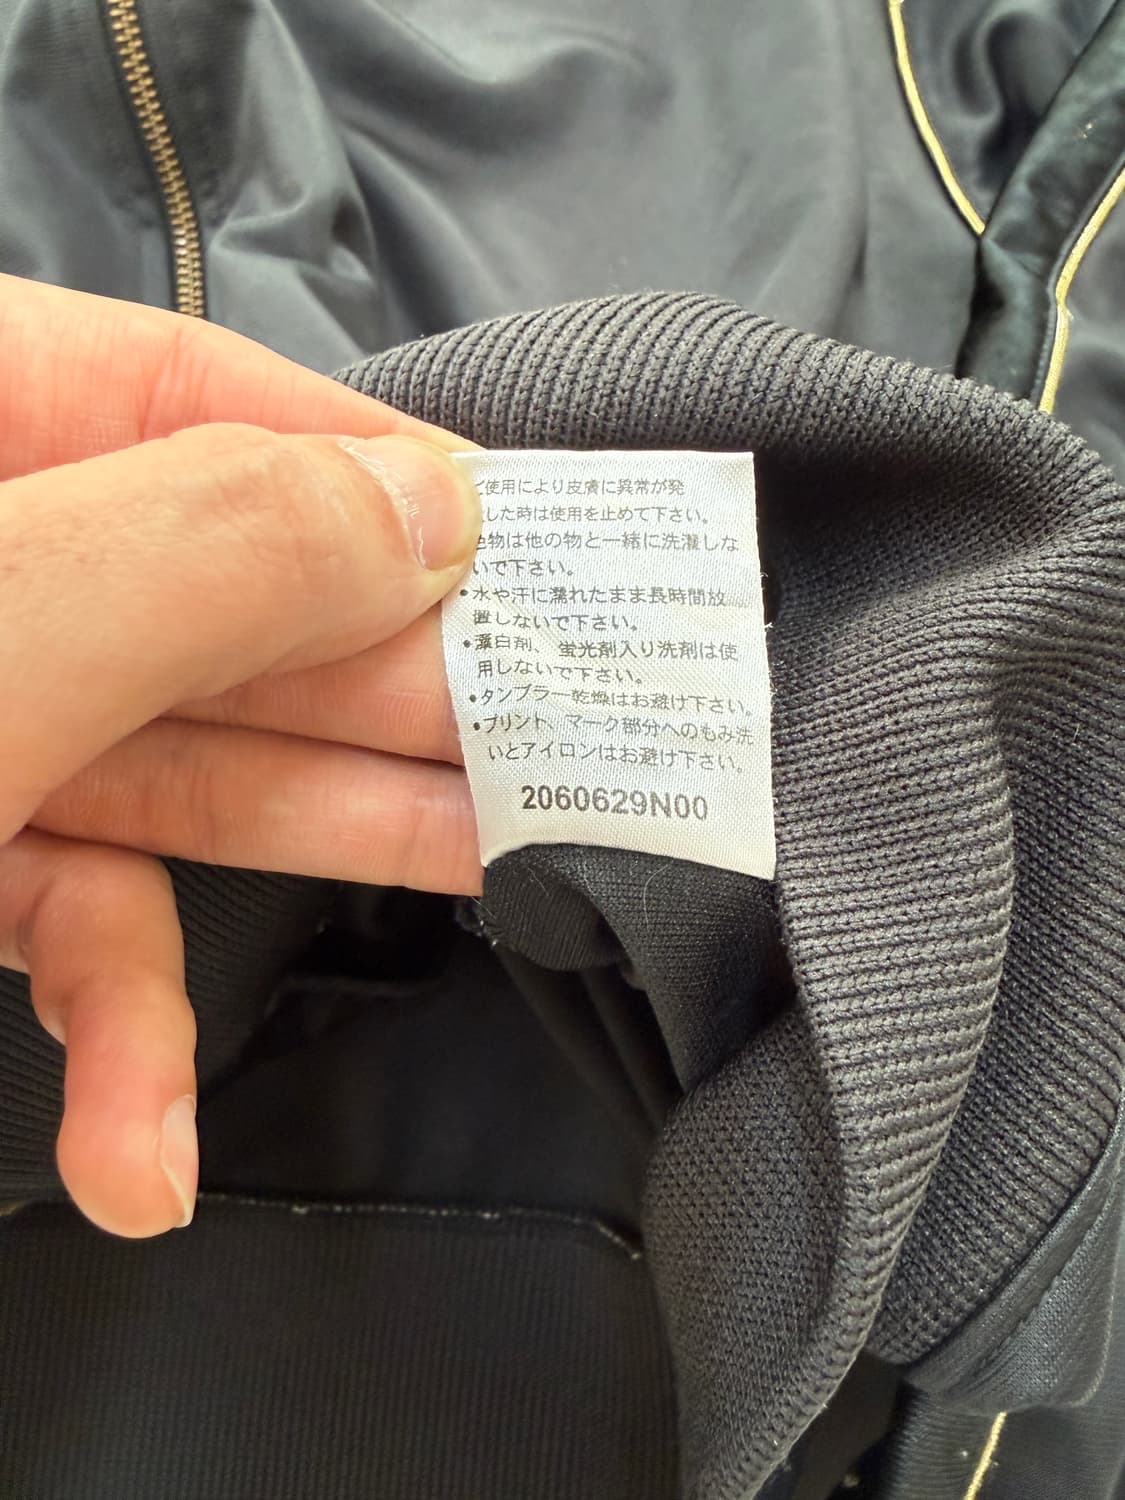 ご使用により皮膚に異常が発
した時は使用を止めて下さい。
色物は他の物と一緒に洗濯しな
いで下さい。
•水や汗に濡れたまま長時間放
置しないで下さい。
•漂白剤、蛍光剤入り洗剤は使
用しないで下さい。
•タンブラー乾燥はお避け下さい。
•プリント、マーク部分へのもみ洗
いとアイロンはお避け下さい。
2060629N00